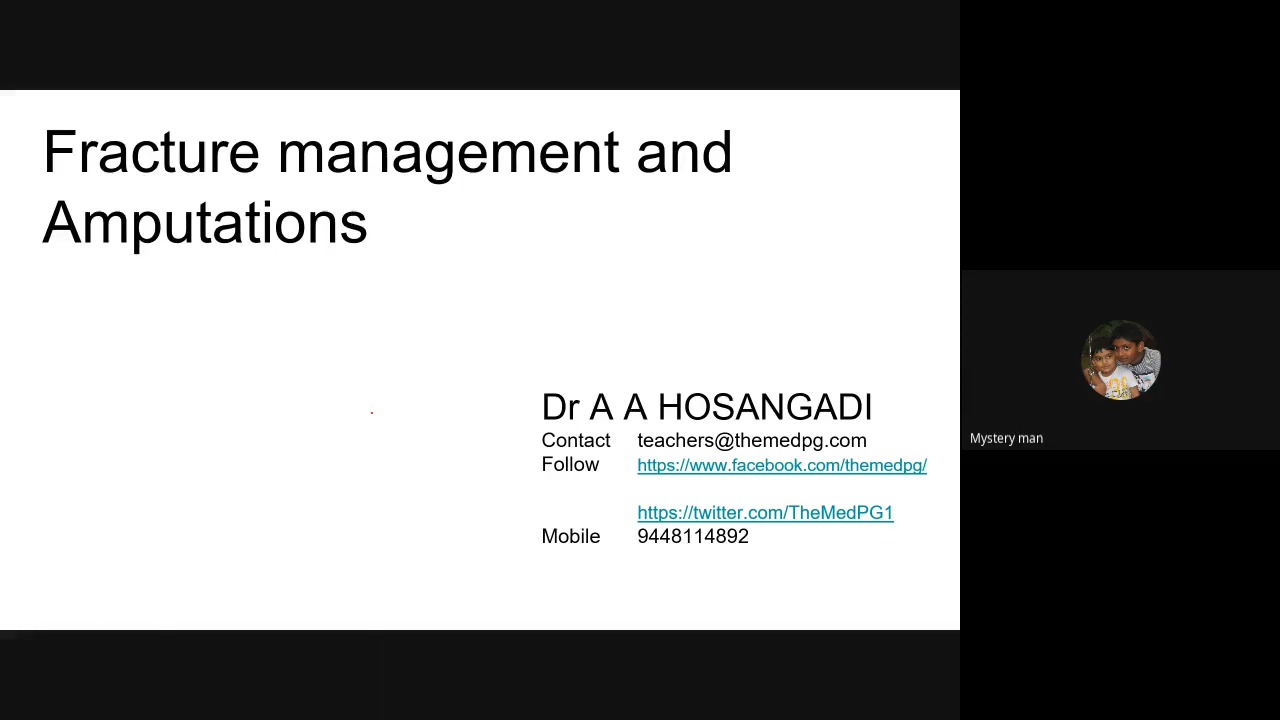 Fracture management and
Amputations
Dr A A HOSANGADI
Contact teachers@themedpg.com
Follow https://www.facebook.com/themedpg/
https://twitter.com/TheMedPG1
Mobile 9448114892
Mystery man